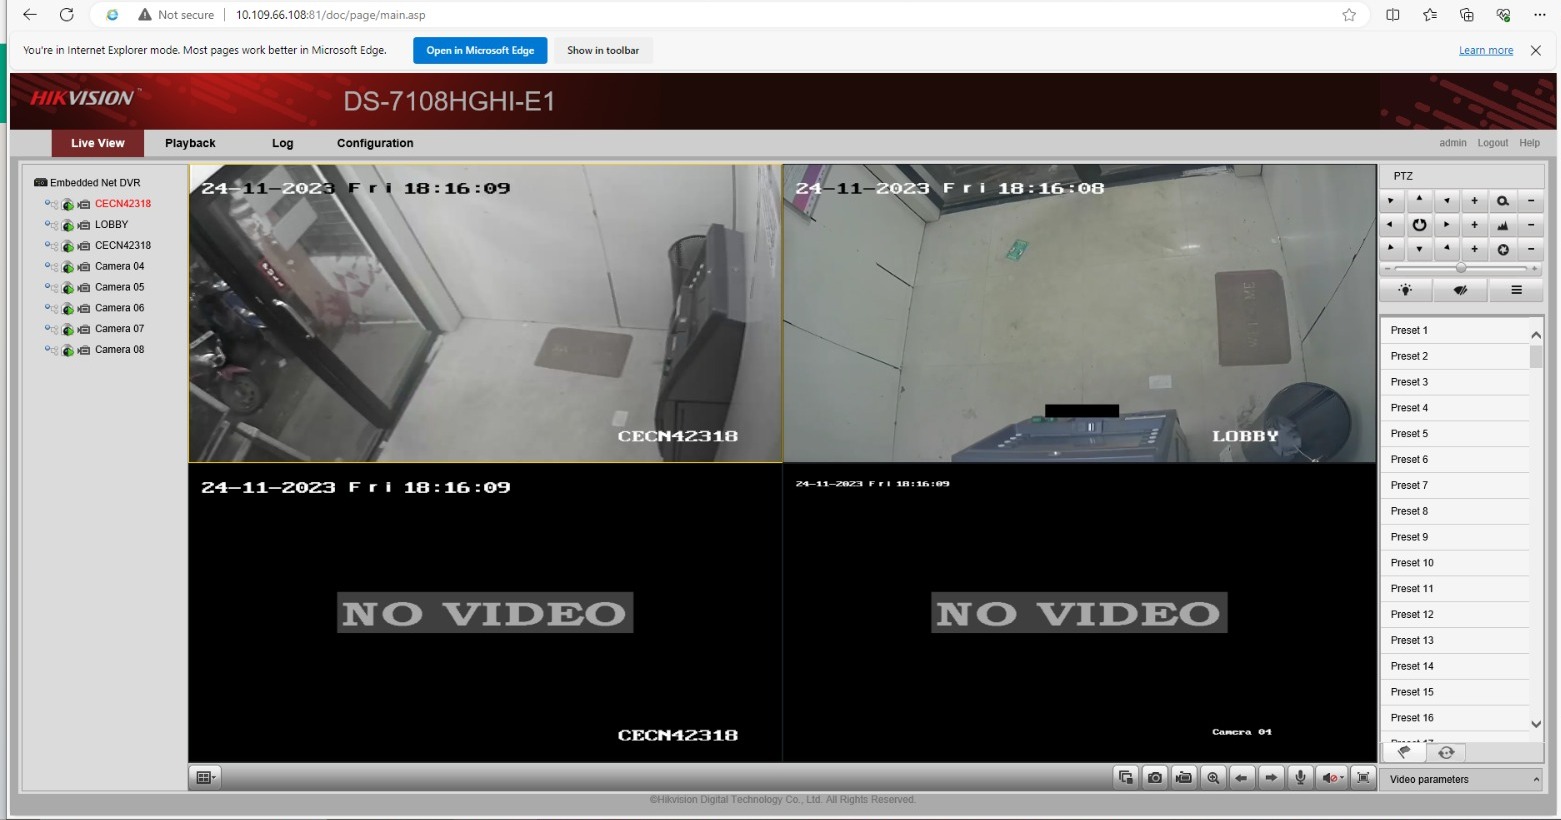 Not secure 10.109.66.108:81/doc/page/main.asp
You're in Internet Explorer mode. Most pages work better in Microsoft Edge. Open in Microsoft Edge Show in toolbar Learn more
HIKVISION DS-7108HGHI-E1
Live View Playback Log Configuration admin Logout Help
Embedded Net DVR
CECN42318
LOBBY
CECN42318
Camera 04
Camera 05
Camera 06
Camera 07
Camera 08
24-11-2023 Fri 18:16:09
CECN42318
24-11-2023 Fri 18:16:08
LOBBY
24-11-2023 Fri 18:16:09
NO VIDEO
CECN42318
24-11-2023 Fri 18:16:09
NO VIDEO
Camera 04
PTZ
Preset 1
Preset 2
Preset 3
Preset 4
Preset 5
Preset 6
Preset 7
Preset 8
Preset 9
Preset 10
Preset 11
Preset 12
Preset 13
Preset 14
Preset 15
Preset 16
Video parameters
©Hikvision Digital Technology Co., Ltd. All Rights Reserved.